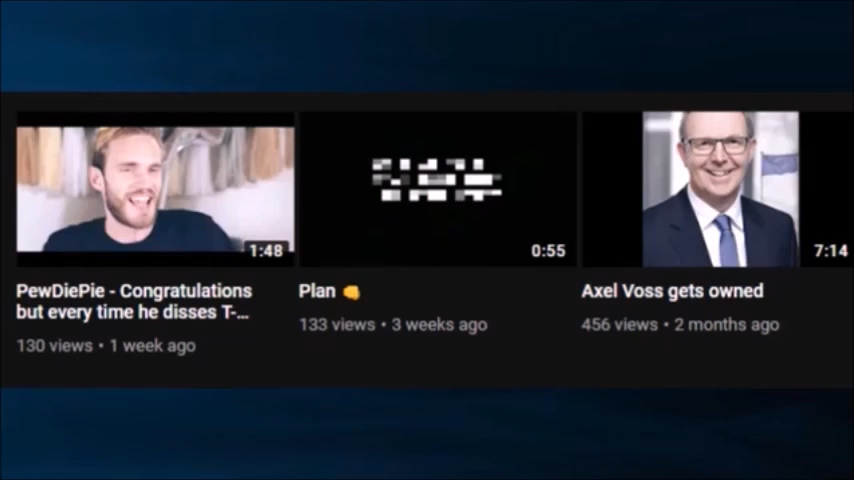 1:48
0:55
7:14
PewDiePie - Congratulations
but every time he disses T-...
130 views • 1 week ago
Plan 👊
133 views • 3 weeks ago
Axel Voss gets owned
456 views • 2 months ago